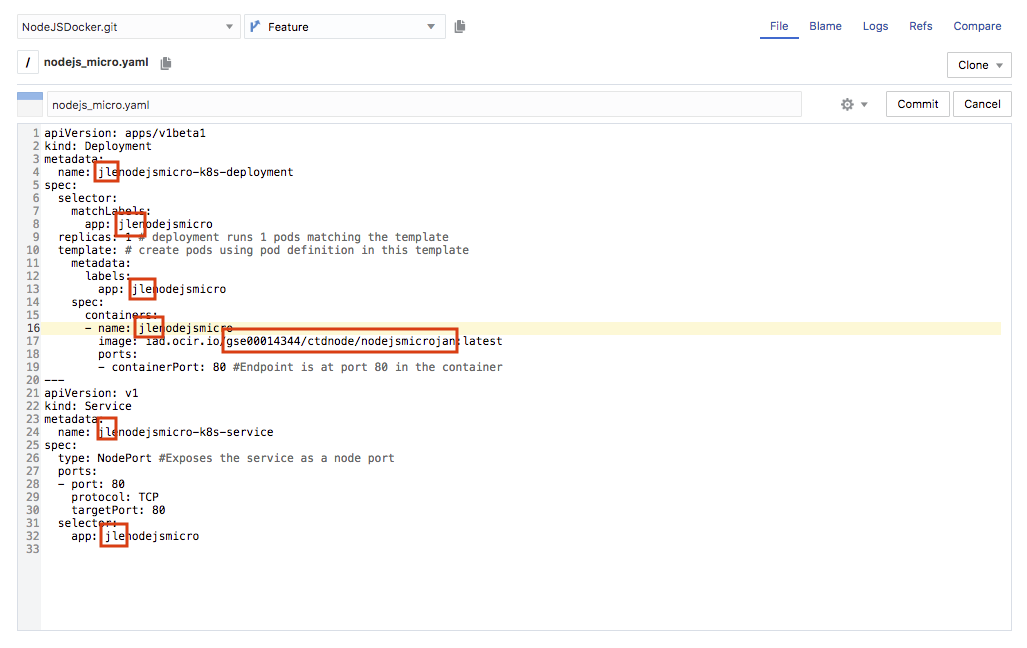 NodeJSDocker.git Feature File Blame Logs Refs Compare
/ nodejs_micro.yaml Clone
nodejs_micro.yaml Commit Cancel
1 apiVersion: apps/v1beta1
2 kind: Deployment
3 metadata:
4   name: jlenodejsmicro-k8s-deployment
5 spec:
6   selector:
7     matchLabels:
8       app: jlenodejsmicro
9   replicas: 1 # deployment runs 1 pods matching the template
10   template: # create pods using pod definition in this template
11     metadata:
12       labels:
13         app: jlenodejsmicro
14     spec:
15       containers:
16       - name: jlenodejsmicro
17         image: iad.ocir.io/gse00014344/ctdnode/nodejsmicrojan:latest
18         ports:
19         - containerPort: 80 #Endpoint is at port 80 in the container
20 ---
21 apiVersion: v1
22 kind: Service
23 metadata:
24   name: jlenodejsmicro-k8s-service
25 spec:
26   type: NodePort #Exposes the service as a node port
27   ports:
28   - port: 80
29     protocol: TCP
30     targetPort: 80
31   selector:
32     app: jlenodejsmicro
33